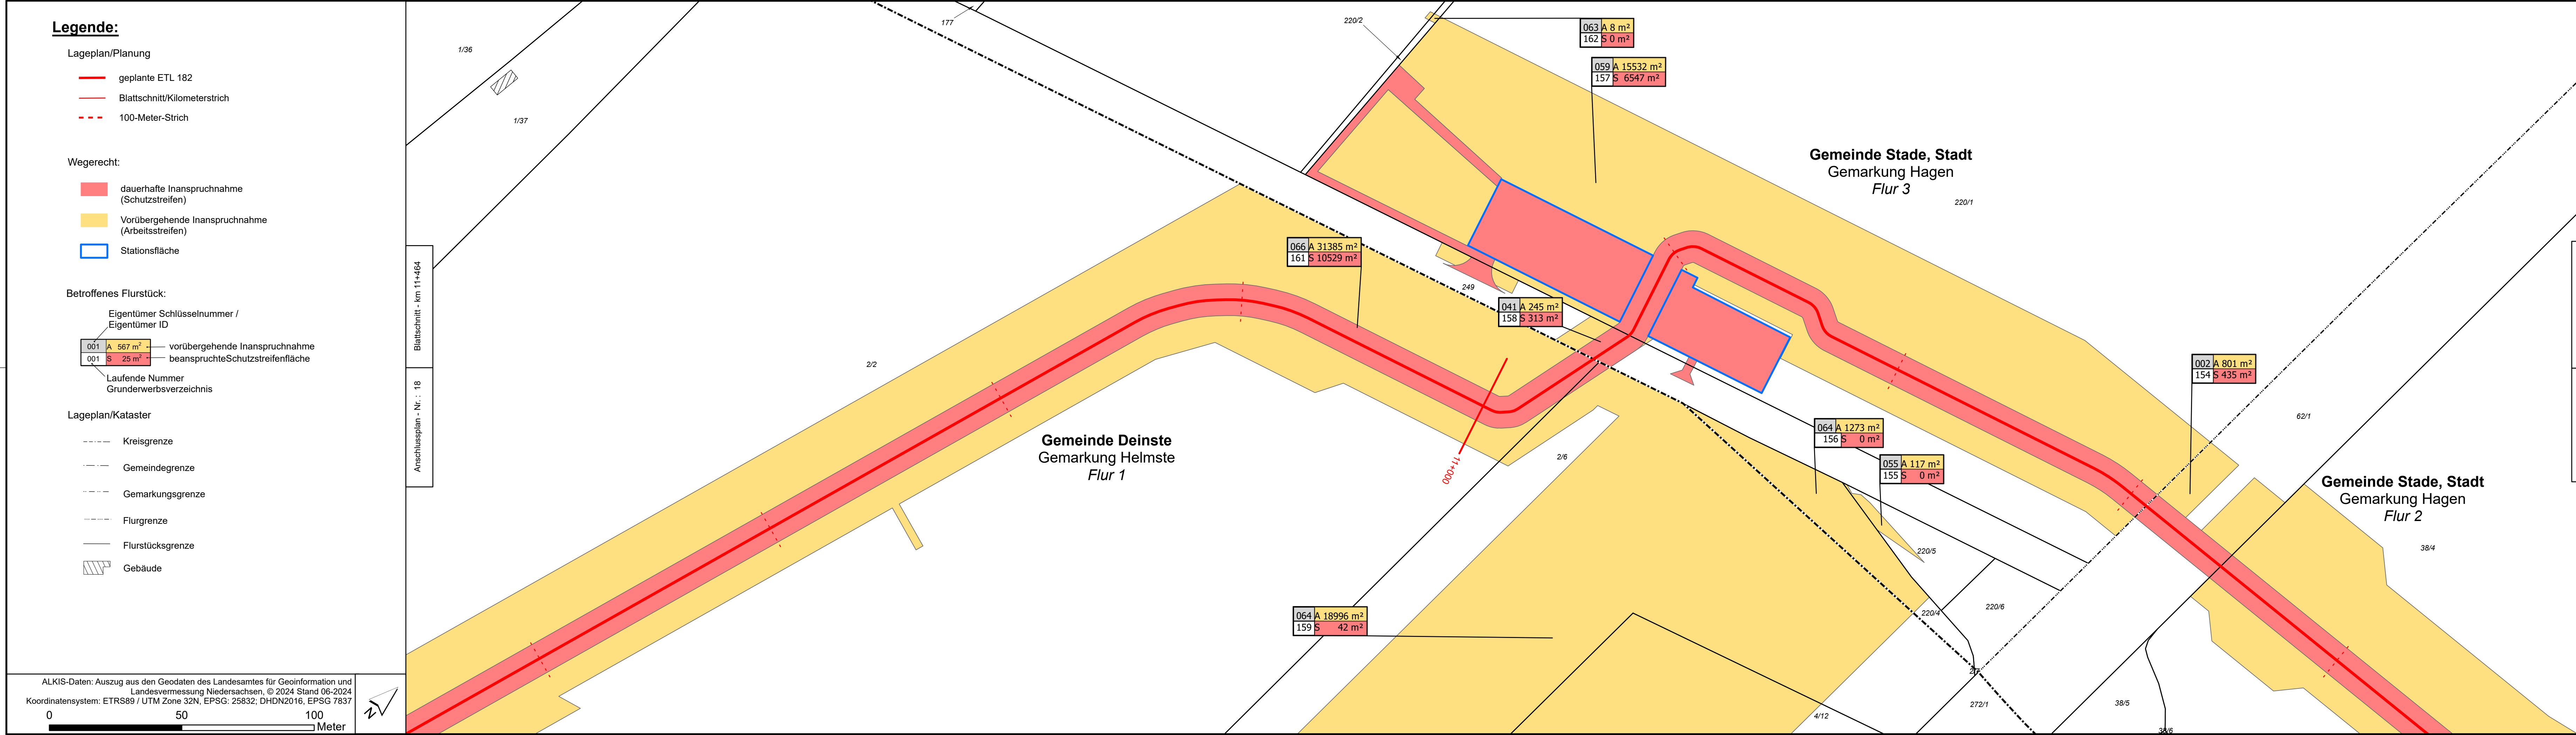 Legende:
Lageplan/Planung
geplante ETL 182
Blattschnitt/Kilometerstrich
100-Meter-Strich
Wegerecht:
dauerhafte Inanspruchnahme
(Schutzstreifen)
Vorübergehende Inanspruchnahme
(Arbeitsstreifen)
Stationsfläche
Betroffenes Flurstück:
Eigentümer Schlüsselnummer /
Eigentümer ID
001 A 567 m²
001 S 25 m²
vorübergehende Inanspruchnahme
beanspruchteSchutzstreifenfläche
Laufende Nummer
Grunderwerbsverzeichnis
Lageplan/Kataster
Kreisgrenze
Gemeindegrenze
Gemarkungsgrenze
Flurgrenze
Flurstücksgrenze
Gebäude
ALKIS-Daten: Auszug aus den Geodaten des Landesamtes für Geoinformation und
Landesvermessung Niedersachsen, © 2024 Stand 06-2024
Koordinatensystem: ETRS89 / UTM Zone 32N, EPSG: 25832; DHDN2016, EPSG 7837
0 50 100
Meter
N
Blattschnitt - km 11+464
Anschlussplan - Nr. : 18
1/36
1/37
177
220/2
063 A 8 m²
162 S 0 m²
059 A 15532 m²
157 S 6547 m²
Gemeinde Stade, Stadt
Gemarkung Hagen
Flur 3
220/1
066 A 31385 m²
161 S 10529 m²
249
041 A 245 m²
158 S 313 m²
2/2
Gemeinde Deinste
Gemarkung Helmste
Flur 1
11+000
2/6
002 A 801 m²
154 S 435 m²
62/1
064 A 1273 m²
156 S 0 m²
055 A 117 m²
155 S 0 m²
Gemeinde Stade, Stadt
Gemarkung Hagen
Flur 2
38/4
220/5
220/4
220/6
064 A 18996 m²
159 S 42 m²
272/1
38/5
4/12
38/6